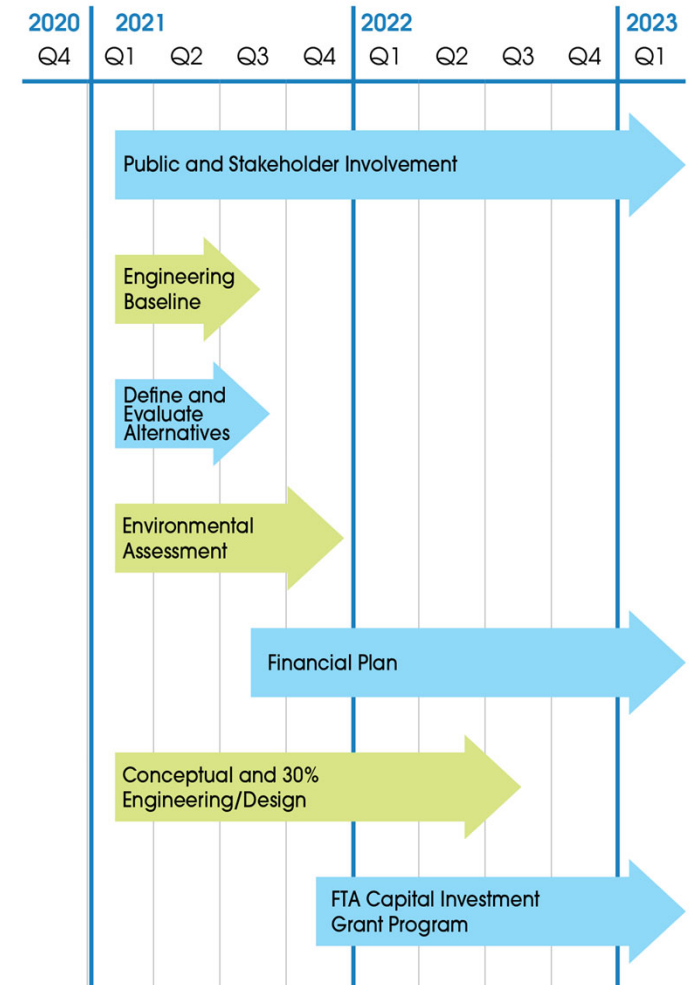 2020 2021 2022 2023
Q4 Q1 Q2 Q3 Q4 Q1 Q2 Q3 Q4 Q1
Public and Stakeholder Involvement
Engineering
Baseline
Define and
Evaluate
Alternatives
Environmental
Assessment
Financial Plan
Conceptual and 30%
Engineering/Design
FTA Capital Investment
Grant Program